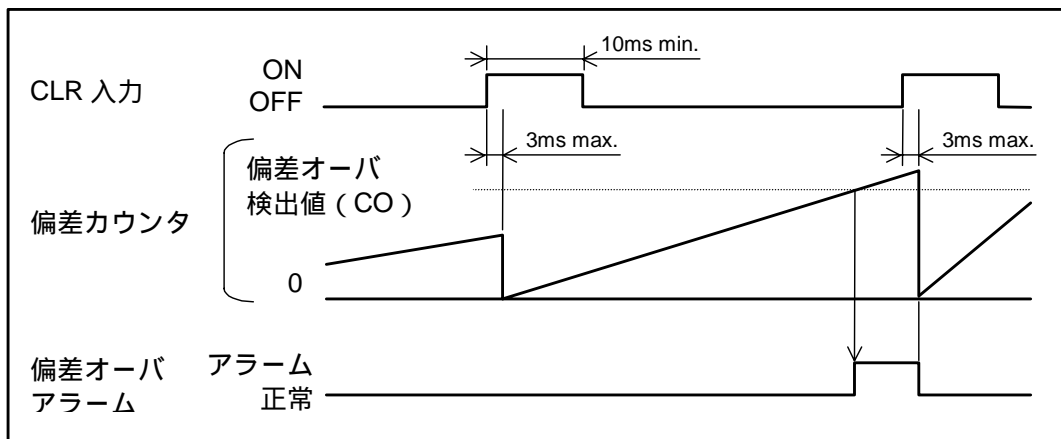 10ms min.
CLR 入力
ON
OFF
3ms max.
3ms max.
偏差カウンタ
偏差オーバ
検出値（CO）
0
偏差オーバ
アラーム
アラーム
正常